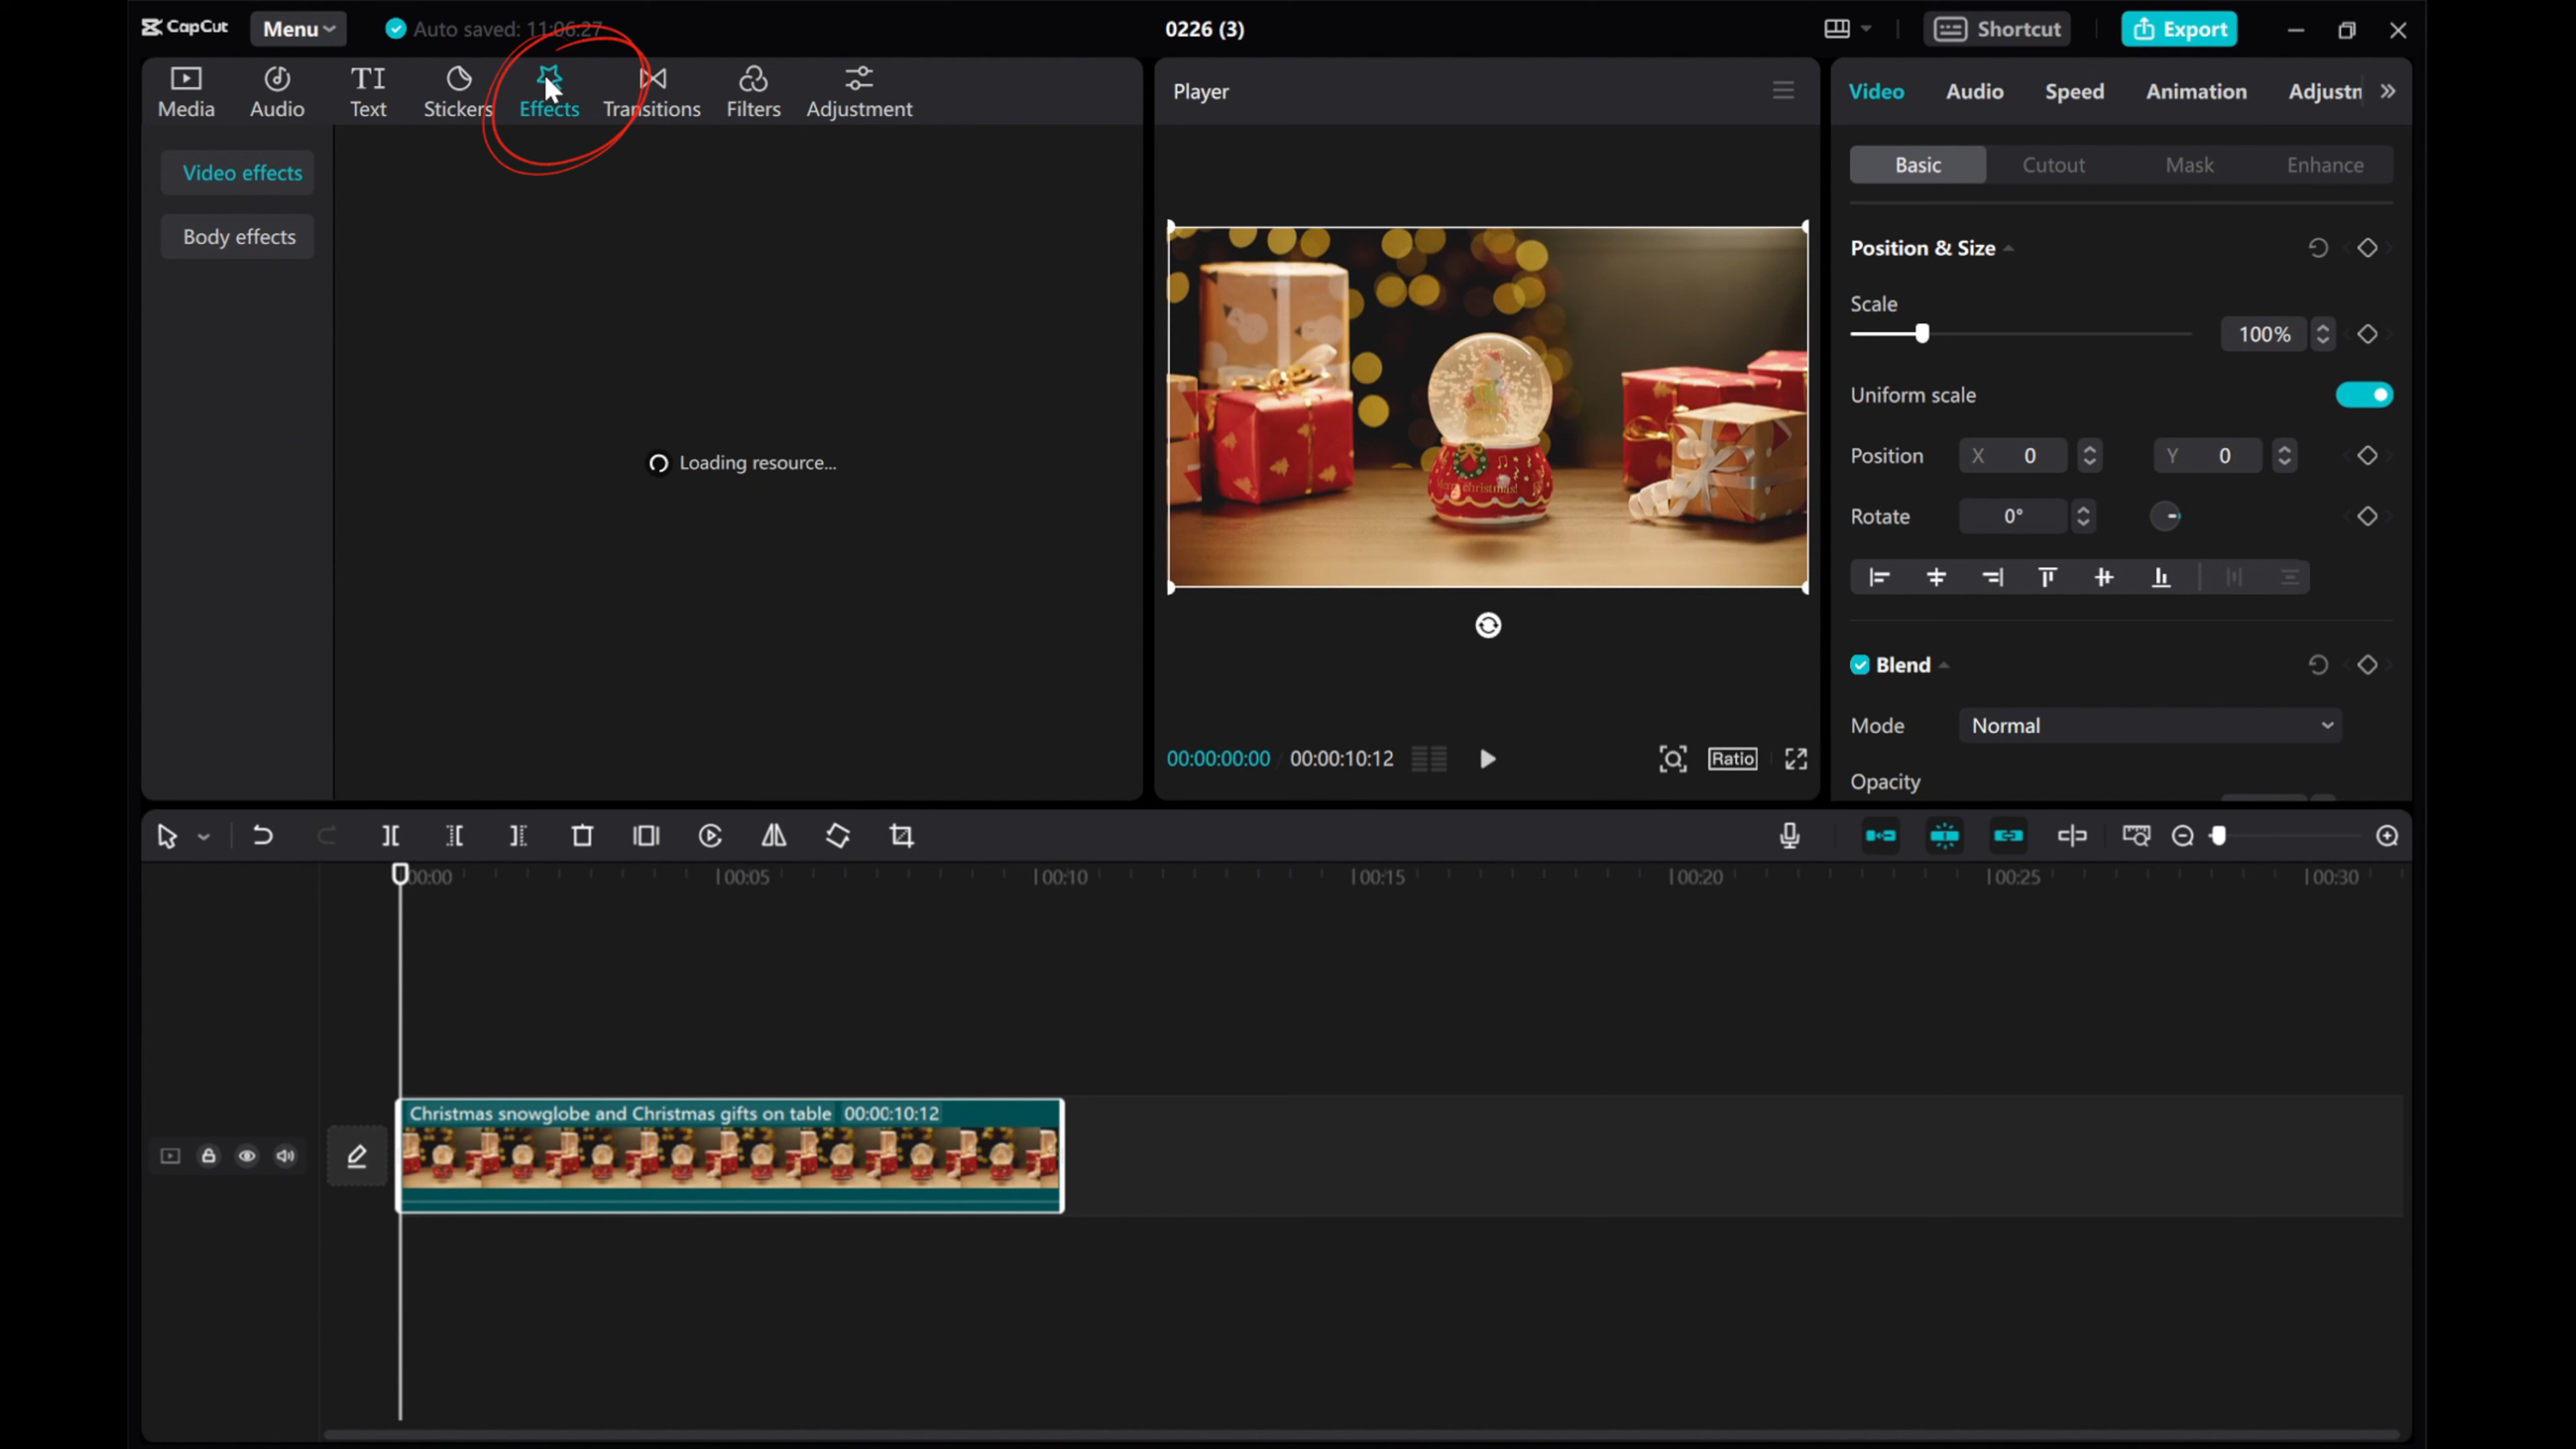 CapCut
Menu
Auto saved: 11:06:27
0226 (3)
Shortcut
Export
Media
Audio
TI
Text
Stickers
Effects
Transitions
Filters
Adjustment
Video effects
Body effects
Loading resource...
Player
00:00:00:00 / 00:00:10:12
Ratio
Video
Audio
Speed
Animation
Adjustn
Basic
Cutout
Mask
Enhance
Position & Size
Scale
100%
Uniform scale
Position
X 0
Y 0
Rotate
0°
Blend
Mode
Normal
Opacity
00:00
00:05
00:10
00:15
00:20
00:25
00:30
Christmas snowglobe and Christmas gifts on table 00:00:10:12
Merry christmas!